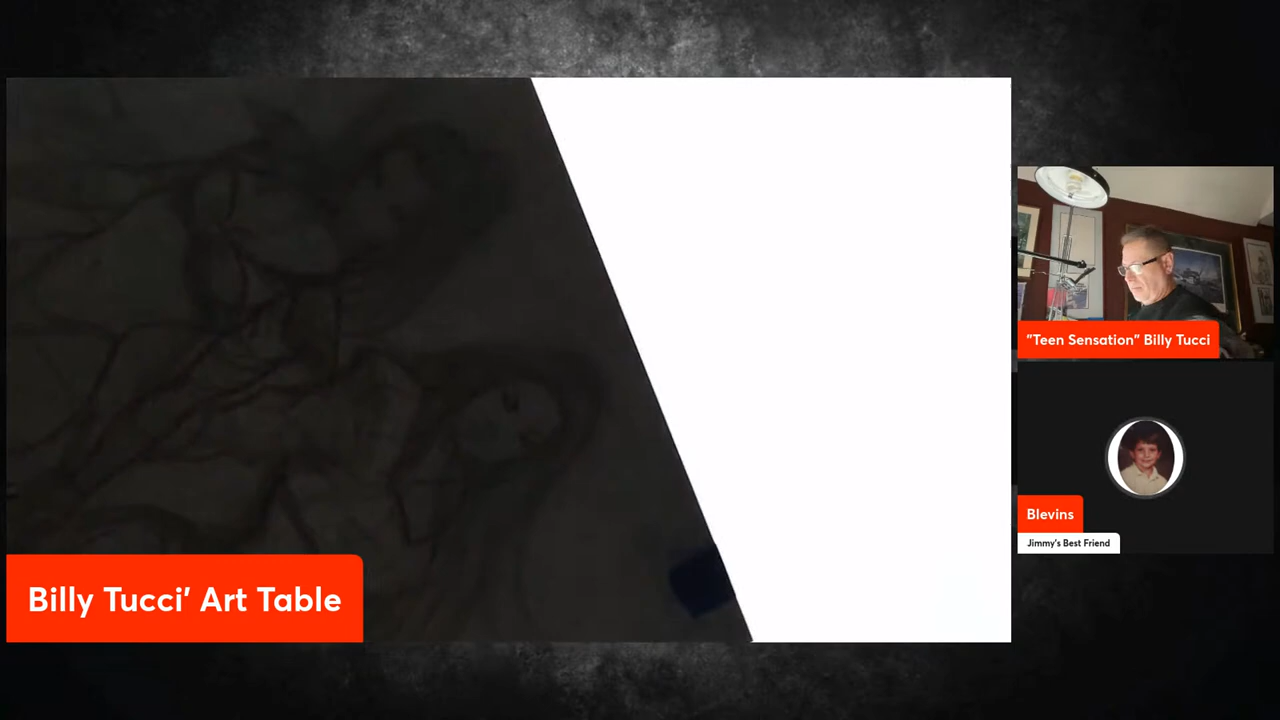 Billy Tucci' Art Table
"Teen Sensation" Billy Tucci
Blevins
Jimmy's Best Friend